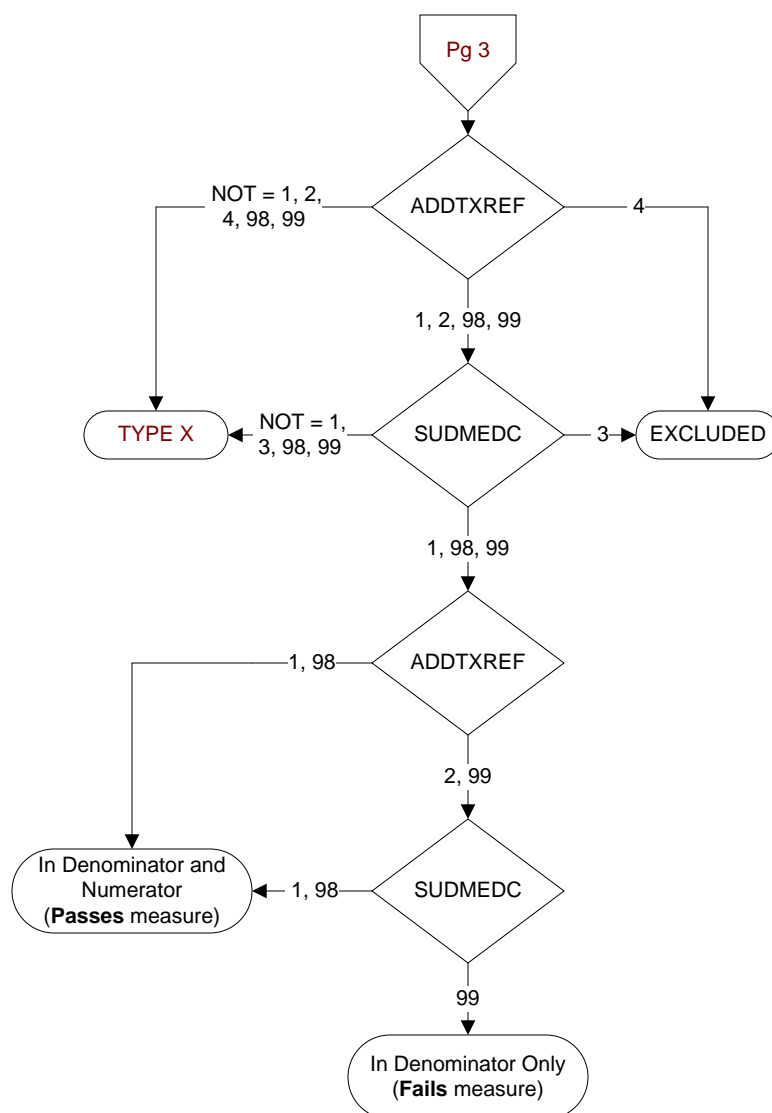 Pg 3
NOT = 1, 2,
4, 98, 99
ADDTXREF
4
1, 2, 98, 99
TYPE X
NOT = 1,
3, 98, 99
SUDMEDC
3
EXCLUDED
1, 98, 99
1, 98
ADDTXREF
2, 99
In Denominator and
Numerator
(Passes measure)
1, 98
SUDMEDC
99
In Denominator Only
(Fails measure)